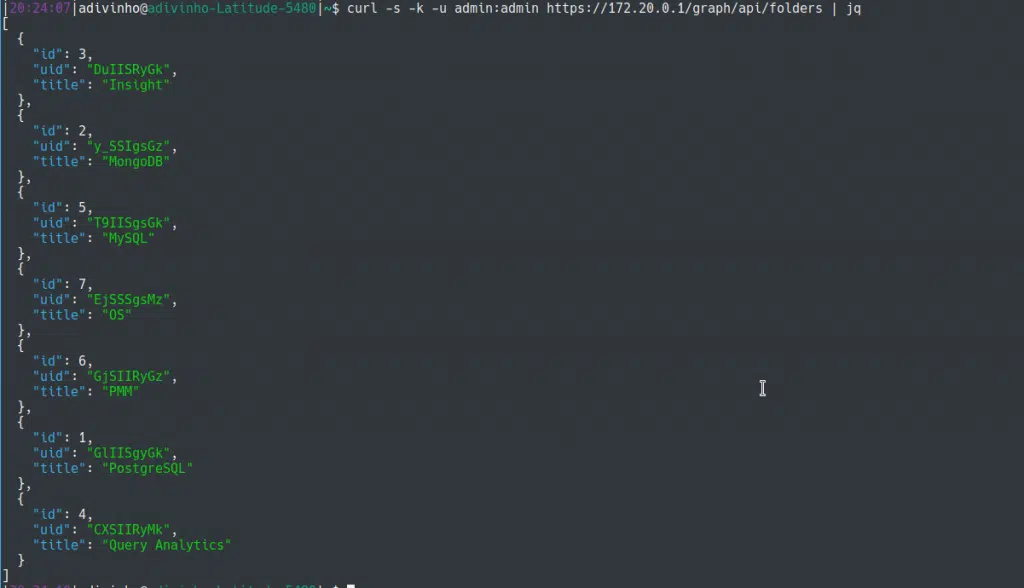 |20:24:07|adivinho@adivinho-Latitude-5480|~$ curl -s -k -u admin:admin https://172.20.0.1/graph/api/folders | jq
[
  {
    "id": 3,
    "uid": "DuIISRyGk",
    "title": "Insight"
  },
  {
    "id": 2,
    "uid": "y_SSIgsGz",
    "title": "MongoDB"
  },
  {
    "id": 5,
    "uid": "T9IISgsGk",
    "title": "MySQL"
  },
  {
    "id": 7,
    "uid": "EjSSSgsMz",
    "title": "OS"
  },
  {
    "id": 6,
    "uid": "GjSIIRyGz",
    "title": "PMM"
  },
  {
    "id": 1,
    "uid": "GlIISgyGk",
    "title": "PostgreSQL"
  },
  {
    "id": 4,
    "uid": "CXSIIRyMk",
    "title": "Query Analytics"
  }
]